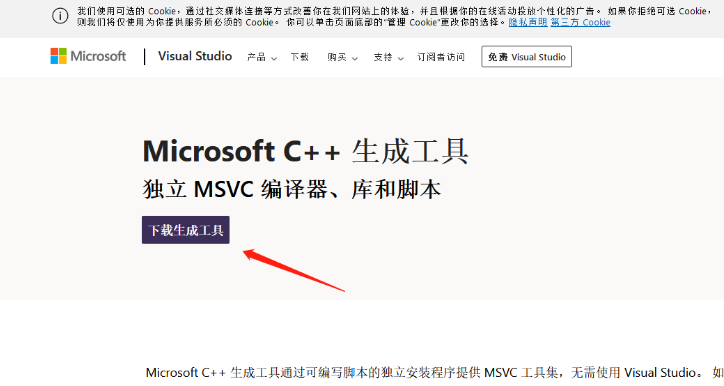 我们使用可选的 Cookie，通过社交媒体连接等方式改善你在我们网站上的体验，并且根据你的在线活动投放个性化的广告。 如果你拒绝可选 Cookie，
则我们将仅使用为你提供服务所必须的 Cookie。 你可以单击页面底部的“管理 Cookie”更改你的选择。隐私声明 第三方 Cookie
Microsoft Visual Studio 产品 下载 购买 支持 订阅者访问 免费 Visual Studio
Microsoft C++ 生成工具
独立 MSVC 编译器、库和脚本
下载生成工具
Microsoft C++ 生成工具通过可编写脚本的独立安装程序提供 MSVC 工具集，无需使用 Visual Studio。 如